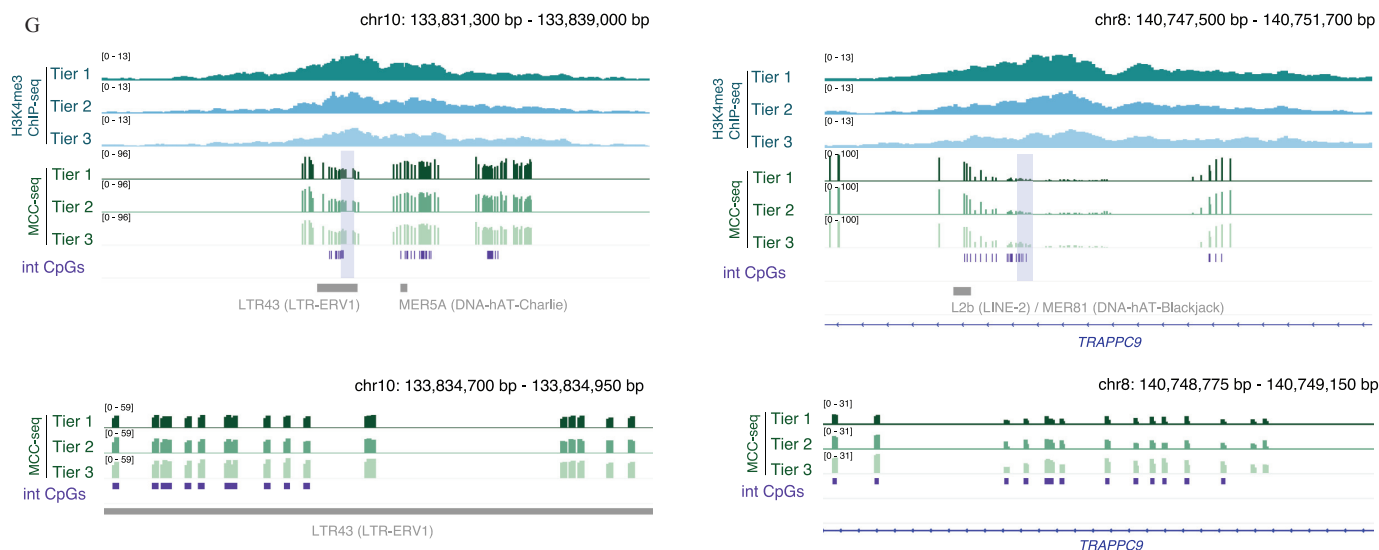 G
chr10: 133,831,300 bp - 133,839,000 bp
H3K4me3
ChIP-seq
Tier 1
[0 - 13]
Tier 2
[0 - 13]
Tier 3
[0 - 13]
MCC-seq
Tier 1
[0 - 96]
Tier 2
[0 - 96]
Tier 3
[0 - 96]
int CpGs
LTR43 (LTR-ERV1)
MER5A (DNA-hAT-Charlie)
chr8: 140,747,500 bp - 140,751,700 bp
H3K4me3
ChIP-seq
Tier 1
[0 - 13]
Tier 2
[0 - 13]
Tier 3
[0 - 13]
MCC-seq
Tier 1
[0 - 100]
Tier 2
[0 - 100]
Tier 3
[0 - 100]
int CpGs
L2b (LINE-2) / MER81 (DNA-hAT-Blackjack)
TRAPPC9
chr10: 133,834,700 bp - 133,834,950 bp
MCC-seq
Tier 1
[0 - 59]
Tier 2
[0 - 59]
Tier 3
[0 - 59]
int CpGs
LTR43 (LTR-ERV1)
chr8: 140,748,775 bp - 140,749,150 bp
MCC-seq
Tier 1
[0 - 31]
Tier 2
[0 - 31]
Tier 3
[0 - 31]
int CpGs
TRAPPC9